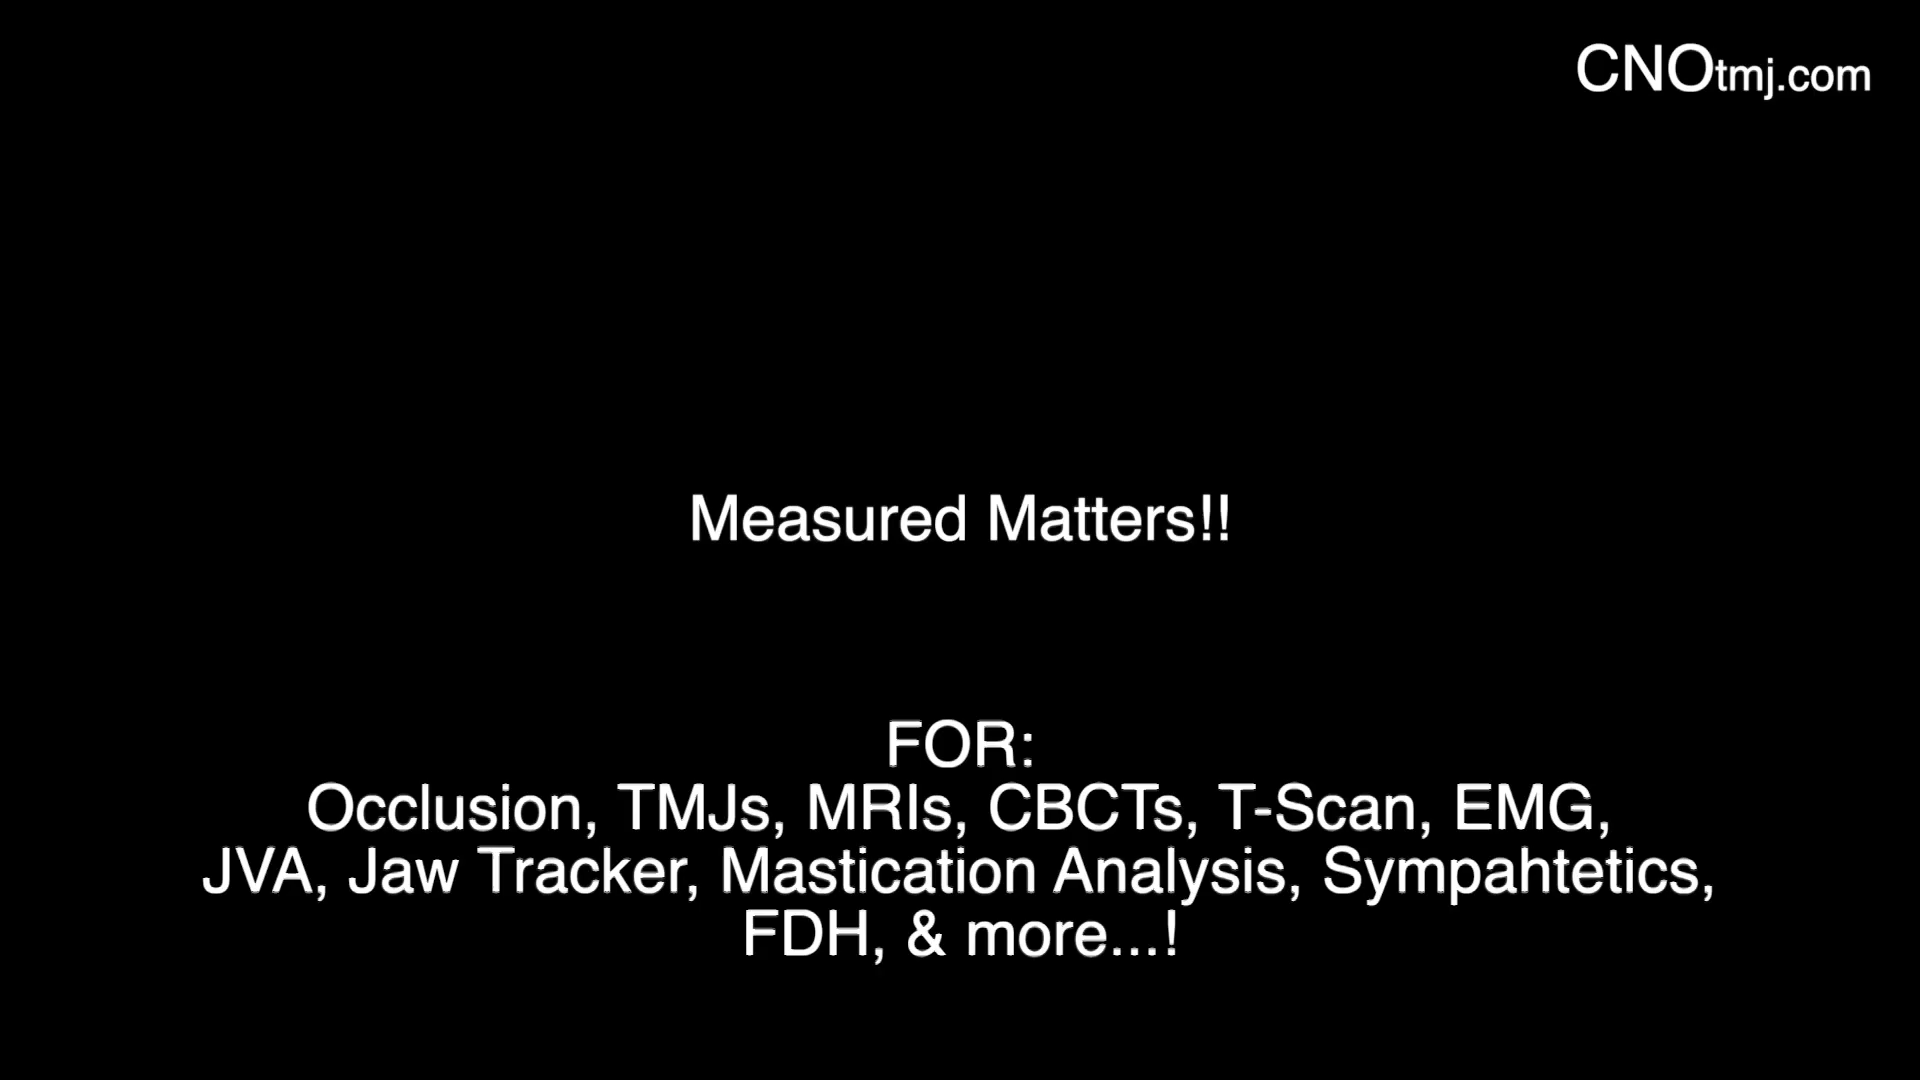 CNOtmj.com
Measured Matters!!
FOR:
Occlusion, TMJs, MRIs, CBCTs, T-Scan, EMG,
JVA, Jaw Tracker, Mastication Analysis, Sympahtetics,
FDH, & more...!